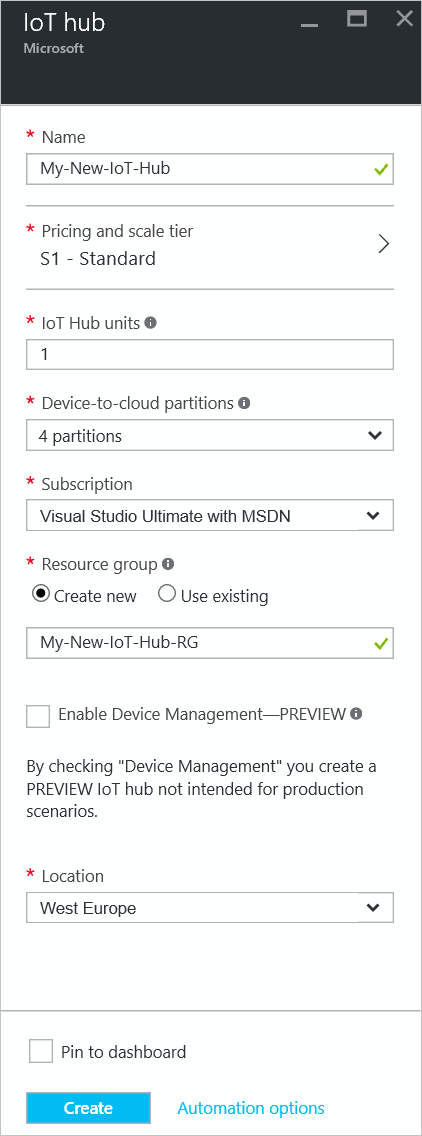 IoT hub
Microsoft
* Name
My-New-IoT-Hub
* Pricing and scale tier
S1 - Standard
* IoT Hub units
1
* Device-to-cloud partitions
4 partitions
* Subscription
Visual Studio Ultimate with MSDN
* Resource group
Create new Use existing
My-New-IoT-Hub-RG
Enable Device Management—PREVIEW
By checking "Device Management" you create a
PREVIEW IoT hub not intended for production
scenarios.
* Location
West Europe
Pin to dashboard
Create Automation options